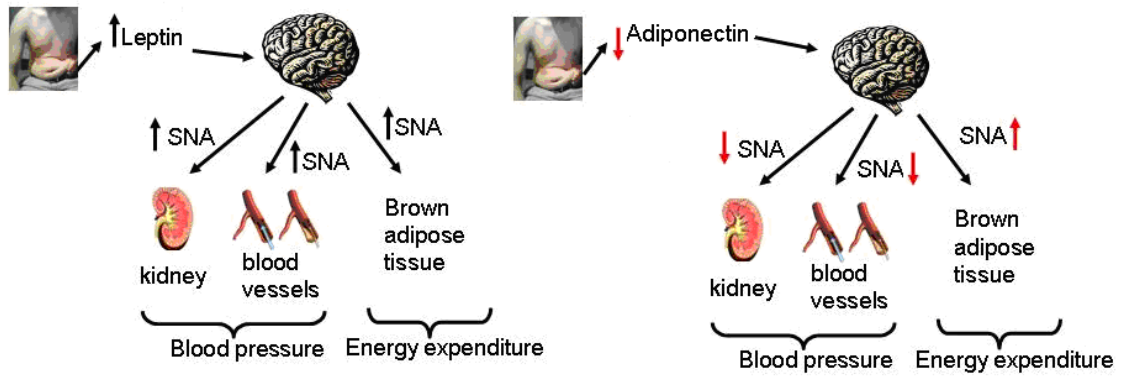 Leptin
SNA
SNA
SNA
kidney
blood
vessels
Brown
adipose
tissue
Blood pressure
Energy expenditure
Adiponectin
SNA
SNA
SNA
kidney
blood
vessels
Brown
adipose
tissue
Blood pressure
Energy expenditure